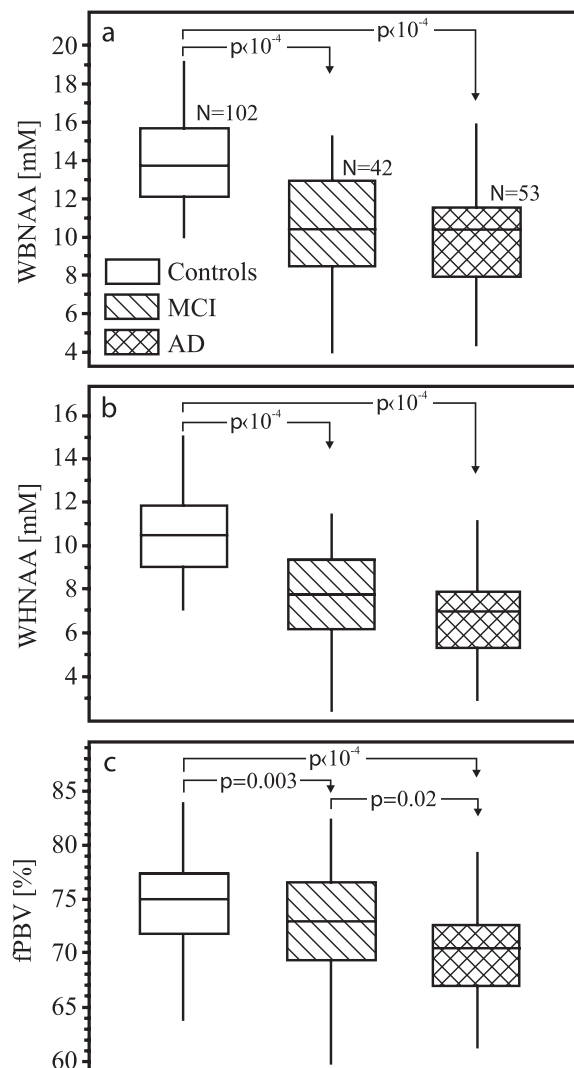 a
WBNAA [mM]
20
18
16
14
12
10
8
6
4
p<10⁻⁴
p<10⁻⁴
N=102
N=42
N=53
Controls
MCI
AD
b
WHNAA [mM]
16
14
12
10
8
6
4
p<10⁻⁴
p<10⁻⁴
c
fPBV [%]
85
80
75
70
65
60
p<10⁻⁴
p=0.003
p=0.02